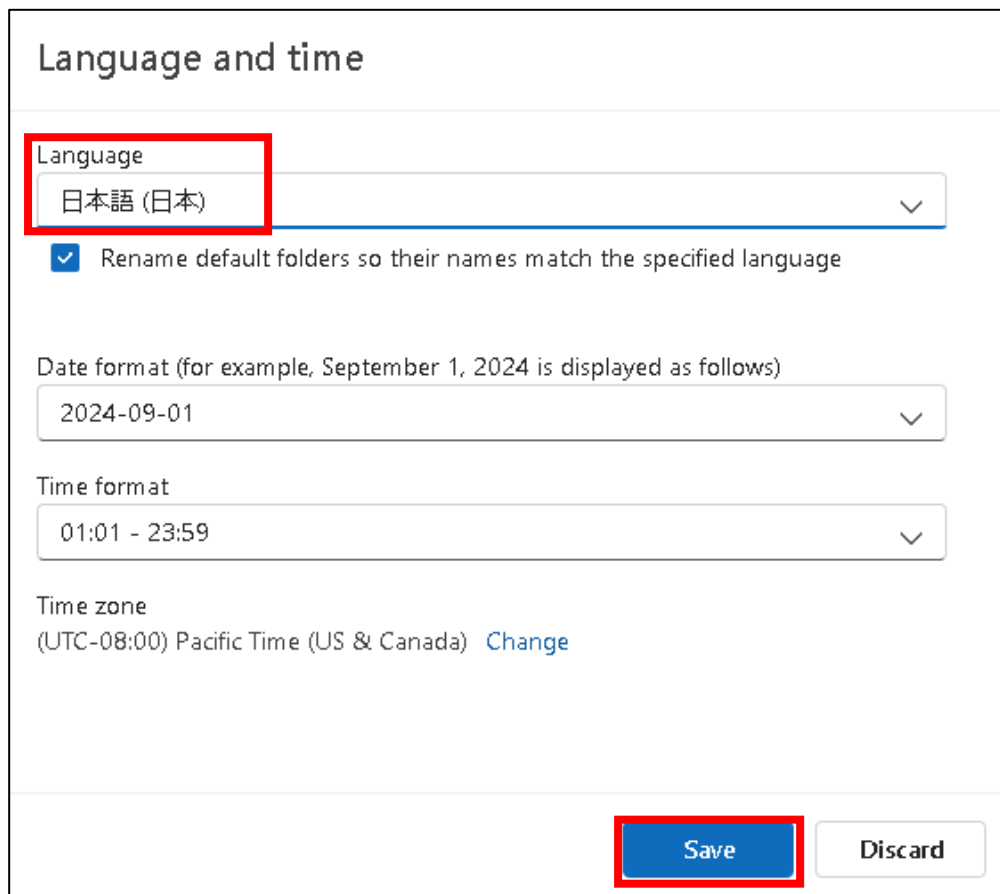 Language and time
Language
日本語 (日本)
Rename default folders so their names match the specified language
Date format (for example, September 1, 2024 is displayed as follows)
2024-09-01
Time format
01:01 - 23:59
Time zone
(UTC-08:00) Pacific Time (US & Canada) Change
Save Discard